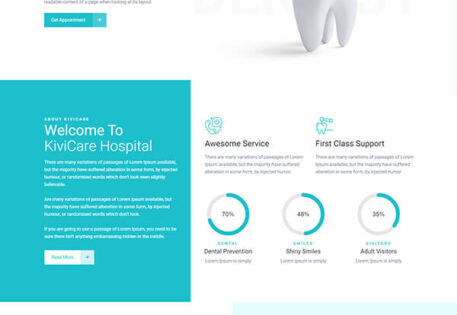 readable content of a page when looking at its layout.
Get Appointment +
ABOUT KIVICARE
Welcome To
KiviCare Hospital
There are many variations of passages of Lorem Ipsum available,
but the majority have suffered alteration in some form, by injected
humour, or randomised words which don't look even slightly
believable.
Are many variations of passages of Lorem Ipsum available, but the
majority have suffered alteration in some form, by injected humour,
or randomised words which don't look.
If you are going to use a passage of Lorem Ipsum, you need to be
sure there isn't anything embarrassing hidden in the middle.
Read More +
Awesome Service
There are many variations of passages of Lorem
Ipsum available, but the majority have suffered
alteration in some form, by injected humor
First Class Support
There are many variations of passages of Lorem
Ipsum available, but the majority have suffered
alteration in some form, by injected humor.
70%
DENTAL
Dental Prevention
Lorem Ipsum is simply
48%
SMILES
Shiny Smiles
Lorem Ipsum is simply
35%
VISITORS
Adult Visitors
Lorem Ipsum is simply